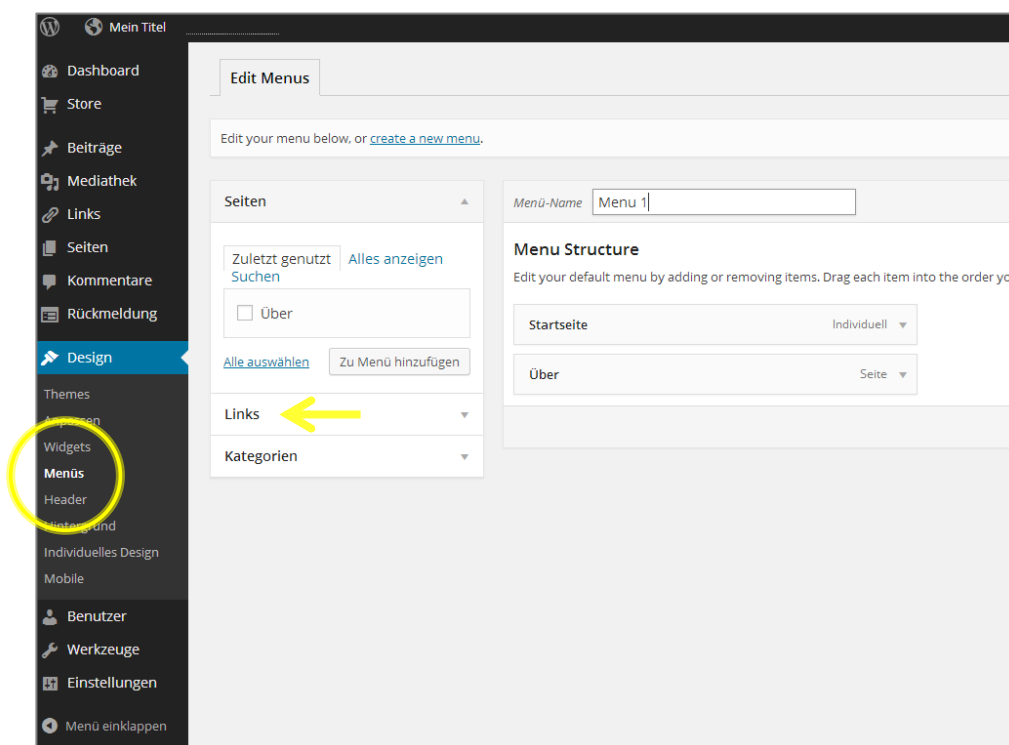 Mein Titel
Dashboard
Store
Beiträge
Mediathek
Links
Seiten
Kommentare
Rückmeldung
Design
Themes
Anpassen
Widgets
Menüs
Header
Hintergrund
Individuelles Design
Mobile
Benutzer
Werkzeuge
Einstellungen
Menü einklappen
Edit Menus
Edit your menu below, or create a new menu.
Seiten
Zuletzt genutzt Alles anzeigen
Suchen
Über
Alle auswählen Zu Menü hinzufügen
Links
Kategorien
Menü-Name Menu 1
Menu Structure
Edit your default menu by adding or removing items. Drag each item into the order yo
Startseite Individuell
Über Seite